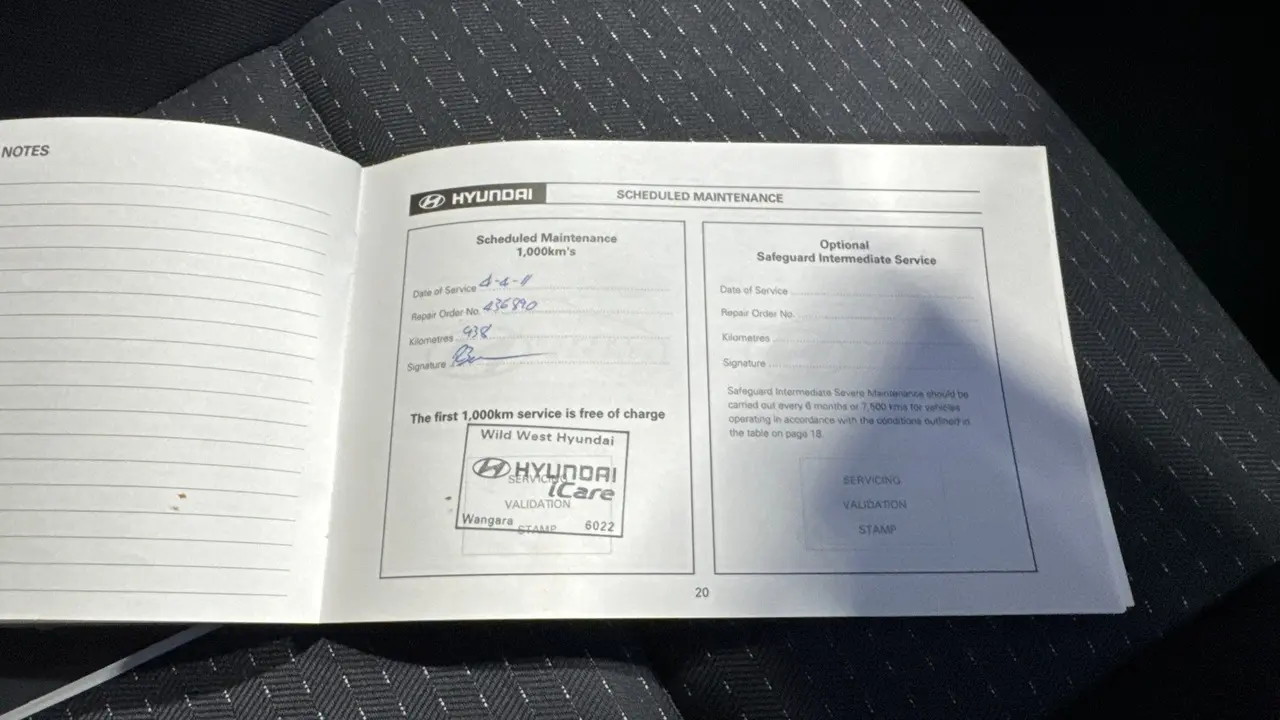 NOTES
HYUNDAI
SCHEDULED MAINTENANCE
Scheduled Maintenance
1,000km's
Date of Service 4-4-11
Repair Order No. 436890
Kilometres 938
Signature
The first 1,000km service is free of charge
Wild West Hyundai
HYUNDAI
SERVICING
iCare
VALIDATION
Wangara 6022
STAMP
Optional
Safeguard Intermediate Service
Date of Service
Repair Order No.
Kilometres
Signature
Safeguard Intermediate Severe Maintenance should be
carried out every 6 months or 7,500 kms for vehicles
operating in accordance with the conditions outlined in
the table on page 18.
SERVICING
VALIDATION
STAMP
20